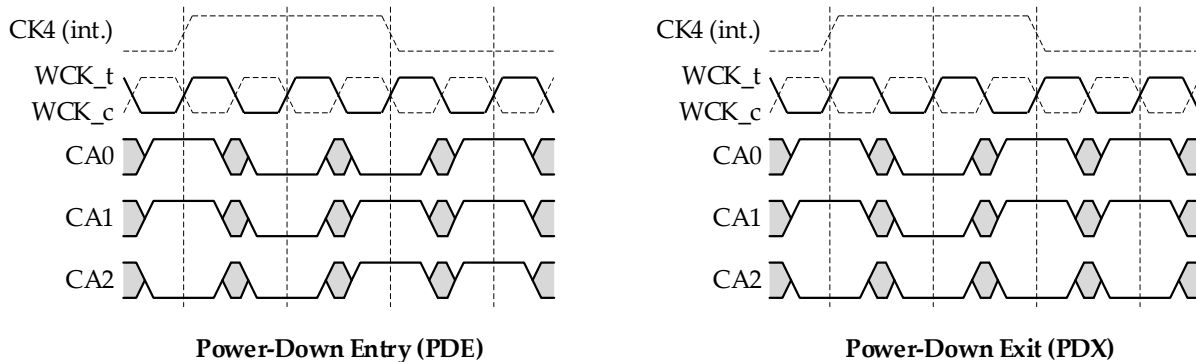 CK4 (int.)
WCK_t
WCK_c
CA0
CA1
CA2
Power-Down Entry (PDE)
CK4 (int.)
WCK_t
WCK_c
CA0
CA1
CA2
Power-Down Exit (PDX)